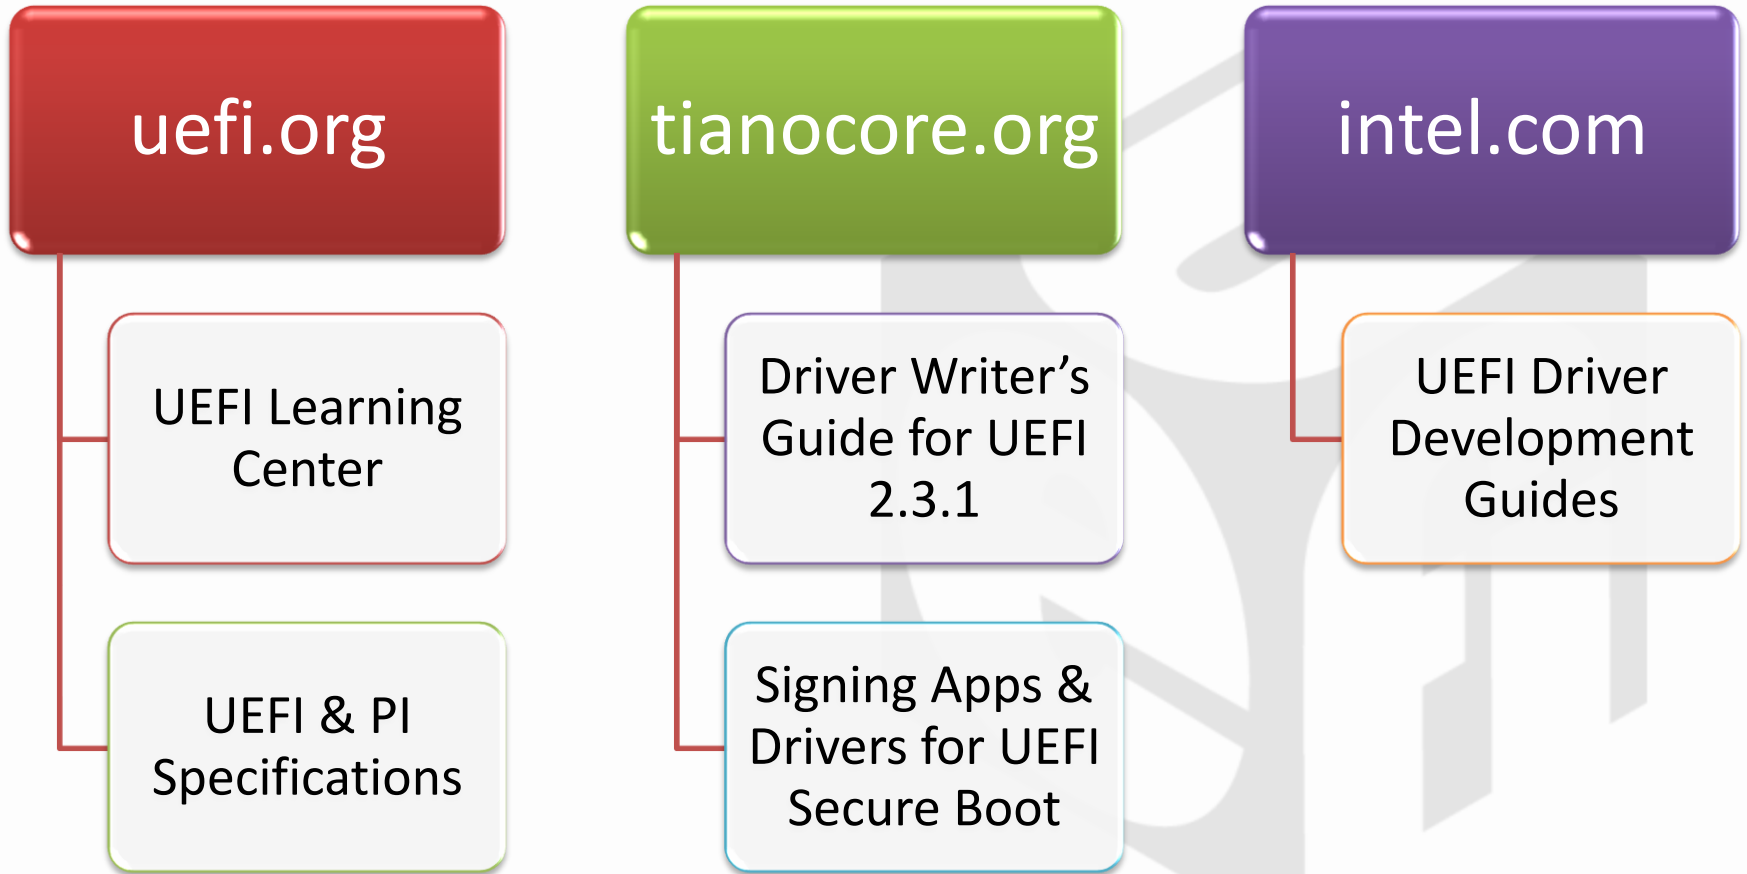 uefi.org
UEFI Learning
Center
UEFI & PI
Specifications
tianocore.org
Driver Writer’s
Guide for UEFI
2.3.1
Signing Apps &
Drivers for UEFI
Secure Boot
intel.com
UEFI Driver
Development
Guides